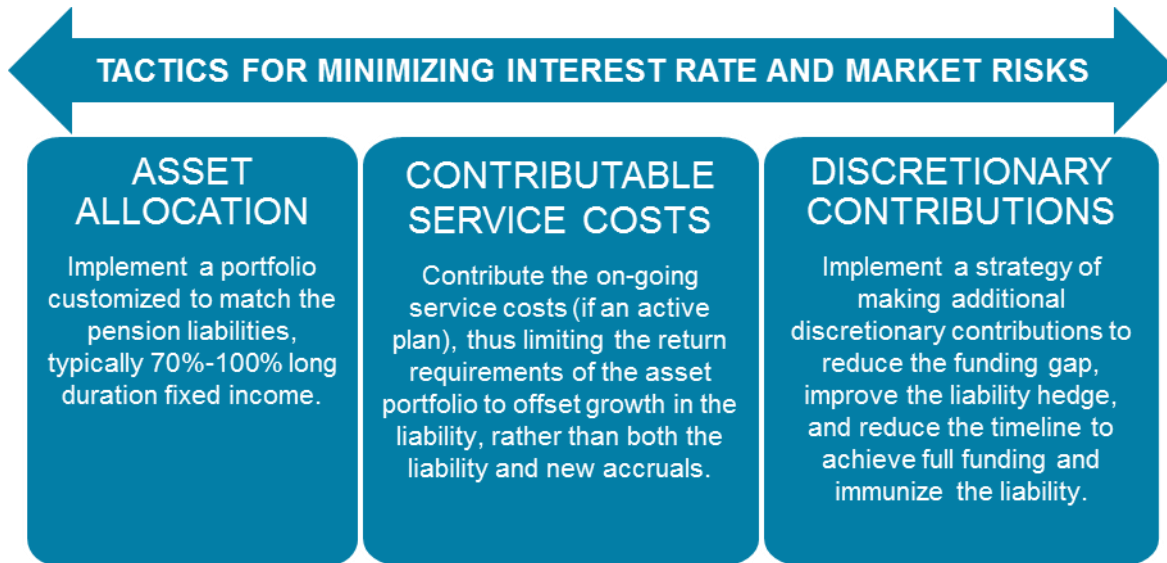 TACTICS FOR MINIMIZING INTEREST RATE AND MARKET RISKS
ASSET
ALLOCATION
Implement a portfolio
customized to match the
pension liabilities,
typically 70%-100% long
duration fixed income.
CONTRIBUTABLE
SERVICE COSTS
Contribute the on-going
service costs (if an active
plan), thus limiting the return
requirements of the asset
portfolio to offset growth in the
liability, rather than both the
liability and new accruals.
DISCRETIONARY
CONTRIBUTIONS
Implement a strategy of
making additional
discretionary contributions to
reduce the funding gap,
improve the liability hedge,
and reduce the timeline to
achieve full funding and
immunize the liability.